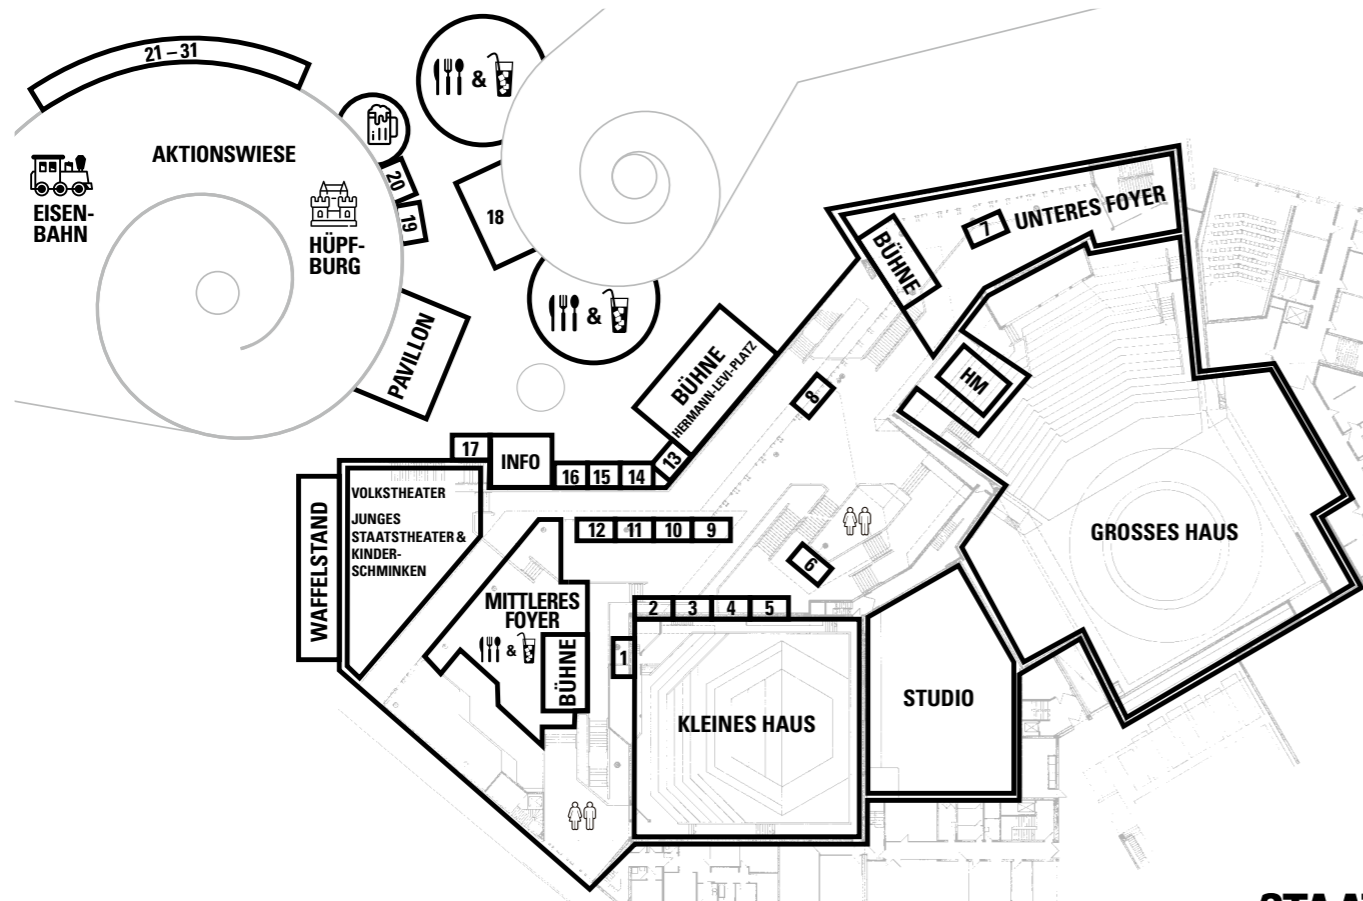 21 – 31
&
AKTIONSWIESE
EISEN-
BAHN
HÜPF-
BURG
20
19
18
&
PAVILLON
BÜHNE
HERMANN-LEVI-PLATZ
BÜHNE
7
UNTERES FOYER
HM
8
17
INFO
16
15
14
13
WAFFELSTAND
VOLKSTHEATER
JUNGES
STAATSTHEATER &
KINDER-
SCHMINKEN
12
11
10
9
6
GROSSES HAUS
MITTLERES
FOYER
&
BÜHNE
2
3
4
5
1
KLEINES HAUS
STUDIO